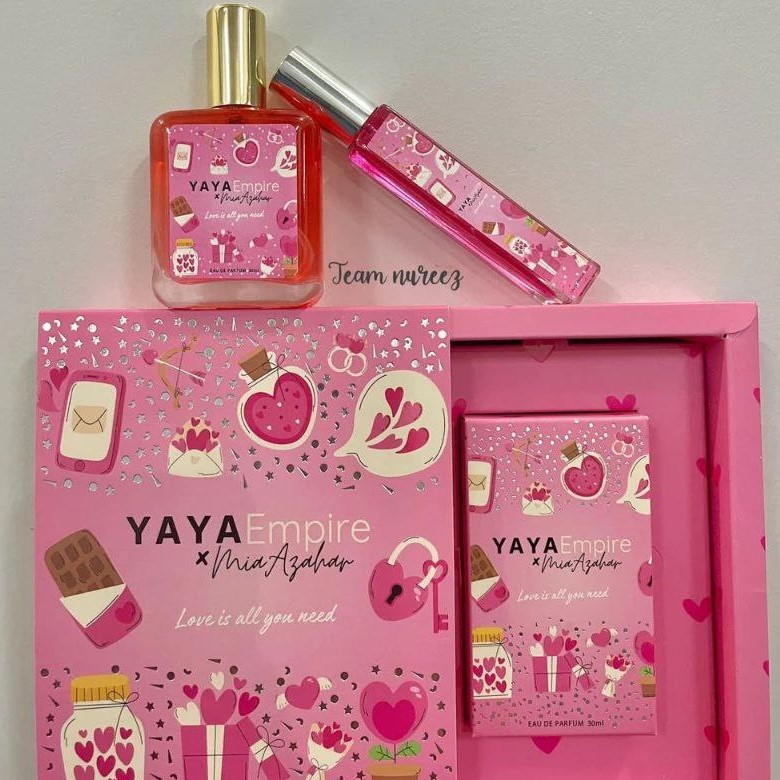 YAYA Empire
x Mia Azahar
Love is all you need
EAU DE PARFUM 30ml
YAYA
Team nureez
YAYA Empire
x Mia Azahar
Love is all you need
YAYA Empire
x Mia Azahar
Love is all you need
EAU DE PARFUM 30ml